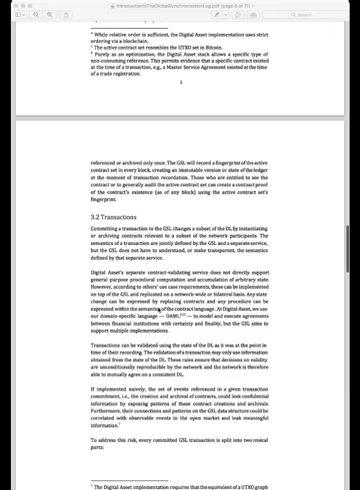 IntroductiontoTheGlobalSynchronizationLog.pdf (page 6 of 11)
Search
⁴ While relative order is sufficient, the Digital Asset implementation uses strict
ordering via a blockchain.
⁵ The active contract set resembles the UTXO set in Bitcoin.
⁶ Purely as an optimization, the Digital Asset stack allows a specific type of
non-consuming reference. This permits evidence that a specific contract existed
at the time of a transaction, e.g., a Master Service Agreement existed at the time
of a trade registration.
5
referenced or archived only once. The GSL will record a fingerprint of the active
contract set in every block, creating an immutable version or state of the ledger
at the moment of transaction recordation. Those who are entitled to see the
contract or to generally audit the active contract set can create a contract proof
of the contract's existence (as of any block) using the active contract set's
fingerprint.
3.2 Transactions
Committing a transaction to the GSL changes a subset of the DL by instantiating
or archiving contracts relevant to a subset of the network participants. The
semantics of a transaction are jointly defined by the GSL and a separate service,
but the GSL does not have to understand, or make transparent, the semantics
defined by that separate service.
Digital Asset's separate contract-validating service does not directly support
general purpose procedural computation and accumulation of arbitrary state.
However, according to others' use case requirements, these can be implemented
on top of the GSL and replicated on a network-wide or bilateral basis. Any state
change can be expressed by replacing contracts and any procedure can be
expressed within the semantics of the contract language. At Digital Asset, we use
our domain-specific language — DAML — to model and execute agreements
between financial institutions with certainty and finality, but the GSL aims to
support multiple implementations.
Transactions can be validated using the state of the DL as it was at the point in
time of their recording. The validation of a transaction may only use information
obtained from the state of the DL. These rules ensure that decisions on validity
are unconditionally reproducible by the network and the network is therefore
able to mutually agree on a consistent DL.
If implemented naively, the set of events referenced in a given transaction
commitment, i.e., the creation and archival of contracts, could leak confidential
information by exposing patterns of these contract creations and archivals.
Furthermore, their connections and patterns on the GSL data structure could be
correlated with observable events in the open market and leak meaningful
information.⁷
To address this risk, every committed GSL transaction is split into two musical
parts:
⁷ The Digital Asset implementation requires that the equivalent of a UTXO graph